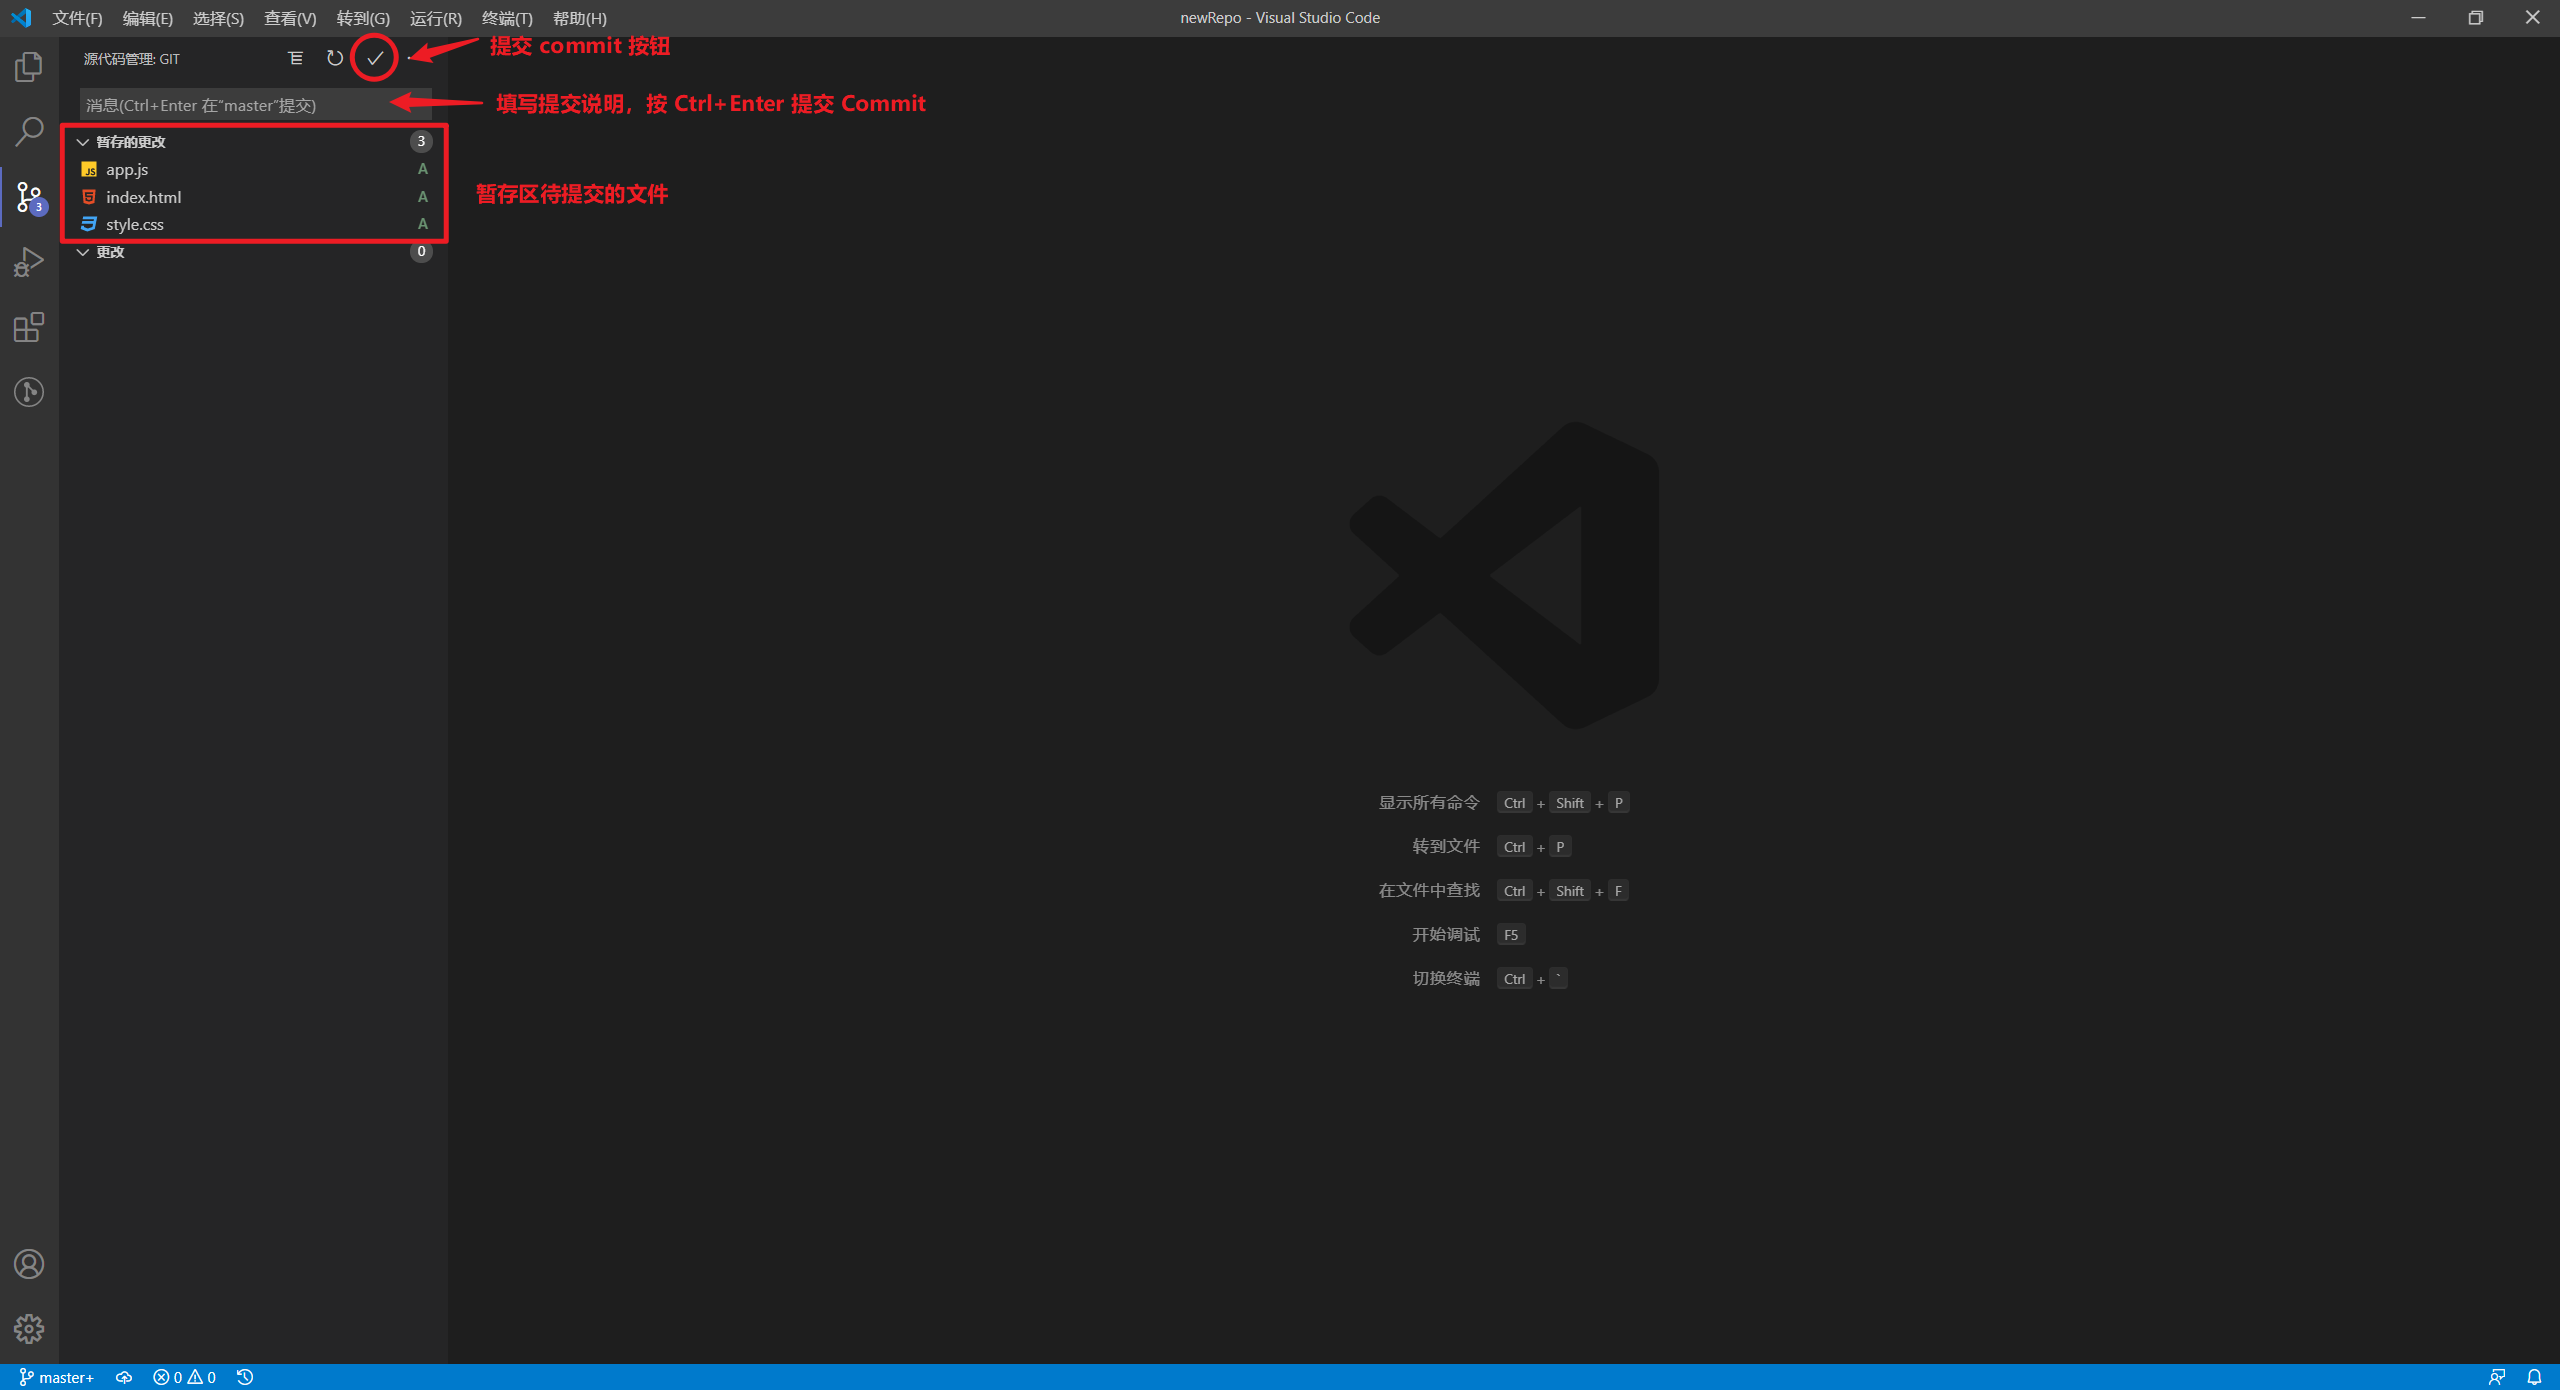 文件(F) 编辑(E) 选择(S) 查看(V) 转到(G) 运行(R) 终端(T) 帮助(H)
newRepo - Visual Studio Code
源代码管理: GIT
提交 commit 按钮
消息(Ctrl+Enter 在“master”提交)
填写提交说明，按 Ctrl+Enter 提交 Commit
暂存的更改 3
app.js A
index.html A
style.css A
暂存区待提交的文件
更改 0
3
显示所有命令 Ctrl + Shift + P
转到文件 Ctrl + P
在文件中查找 Ctrl + Shift + F
开始调试 F5
切换终端 Ctrl + `
master+ 0 0